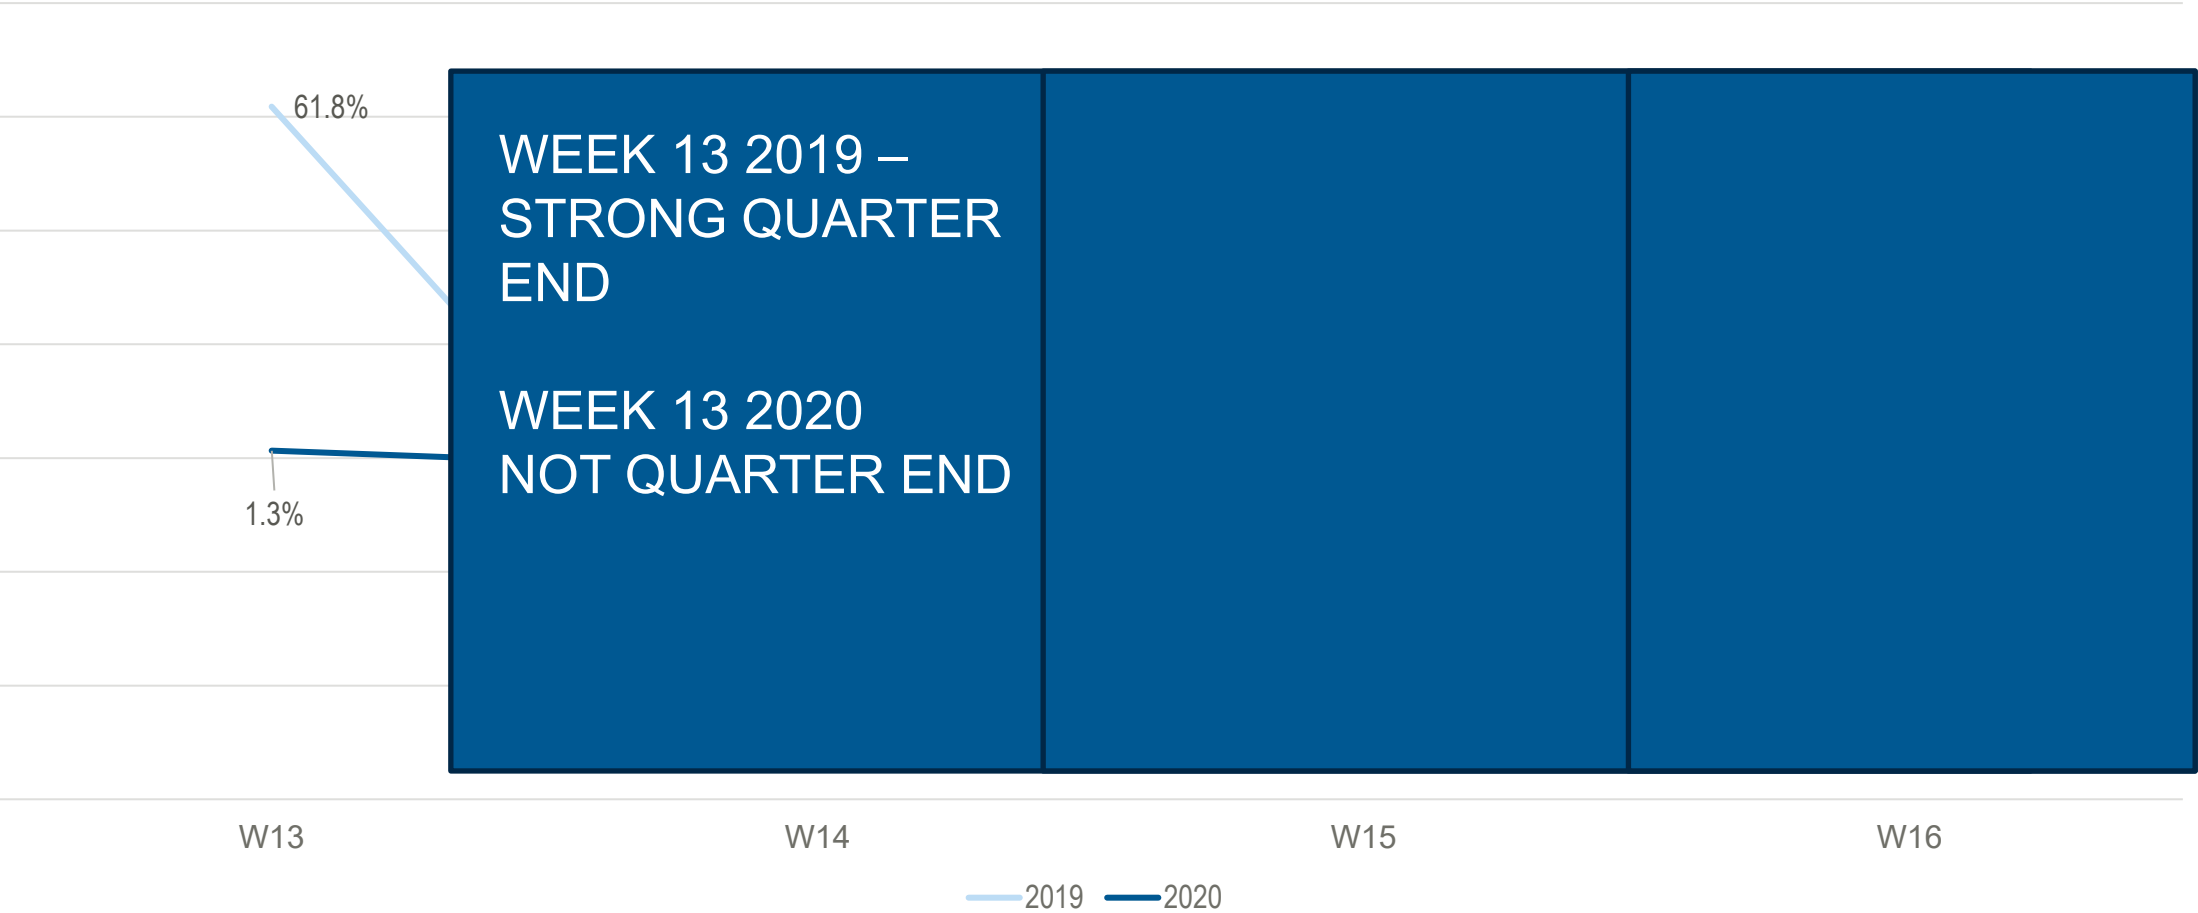 61.8%
WEEK 13 2019 –
STRONG QUARTER
END
WEEK 13 2020
NOT QUARTER END
1.3%
W13 W14 W15 W16
2019 2020